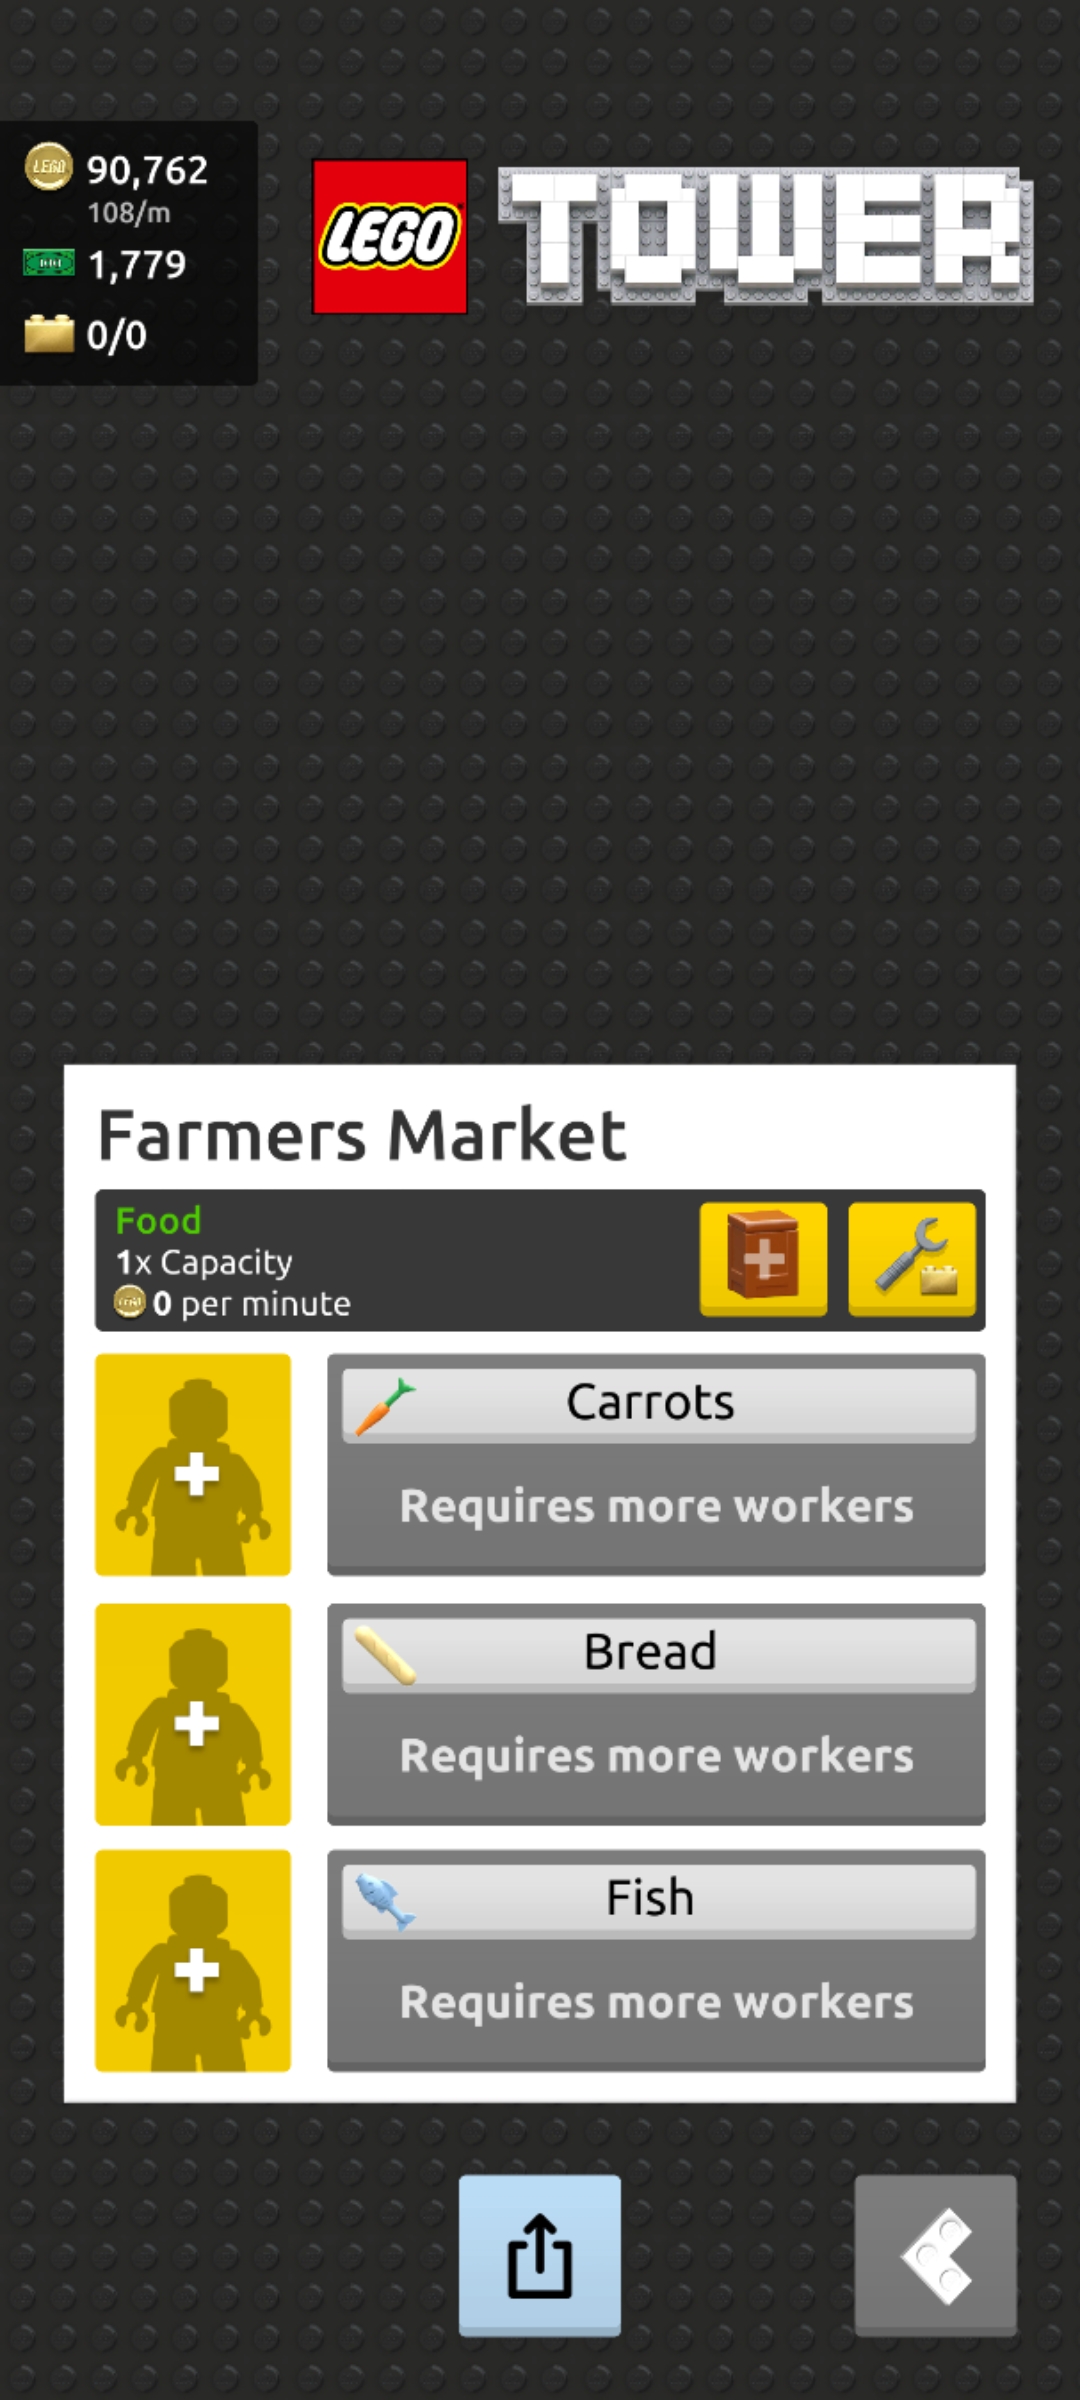 90,762
108/m
1,779
0/0
LEGO
TOWER
Farmers Market
Food
1x Capacity
0 per minute
Carrots
Requires more workers
Bread
Requires more workers
Fish
Requires more workers